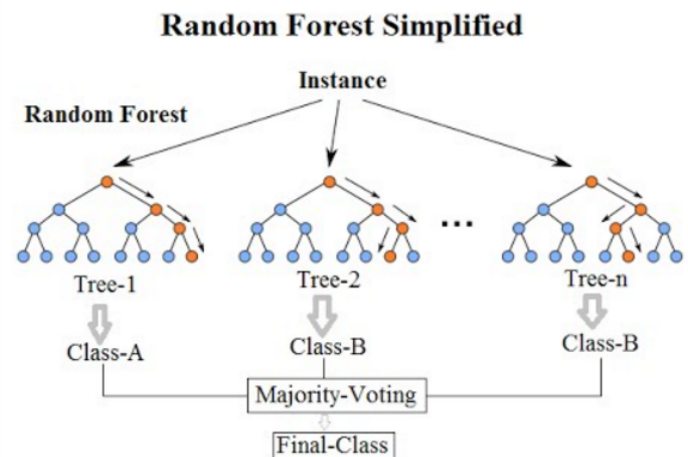 Random Forest Simplified
Instance
Random Forest
...
Tree-1 Tree-2 Tree-n
Class-A Class-B Class-B
Majority-Voting
Final-Class